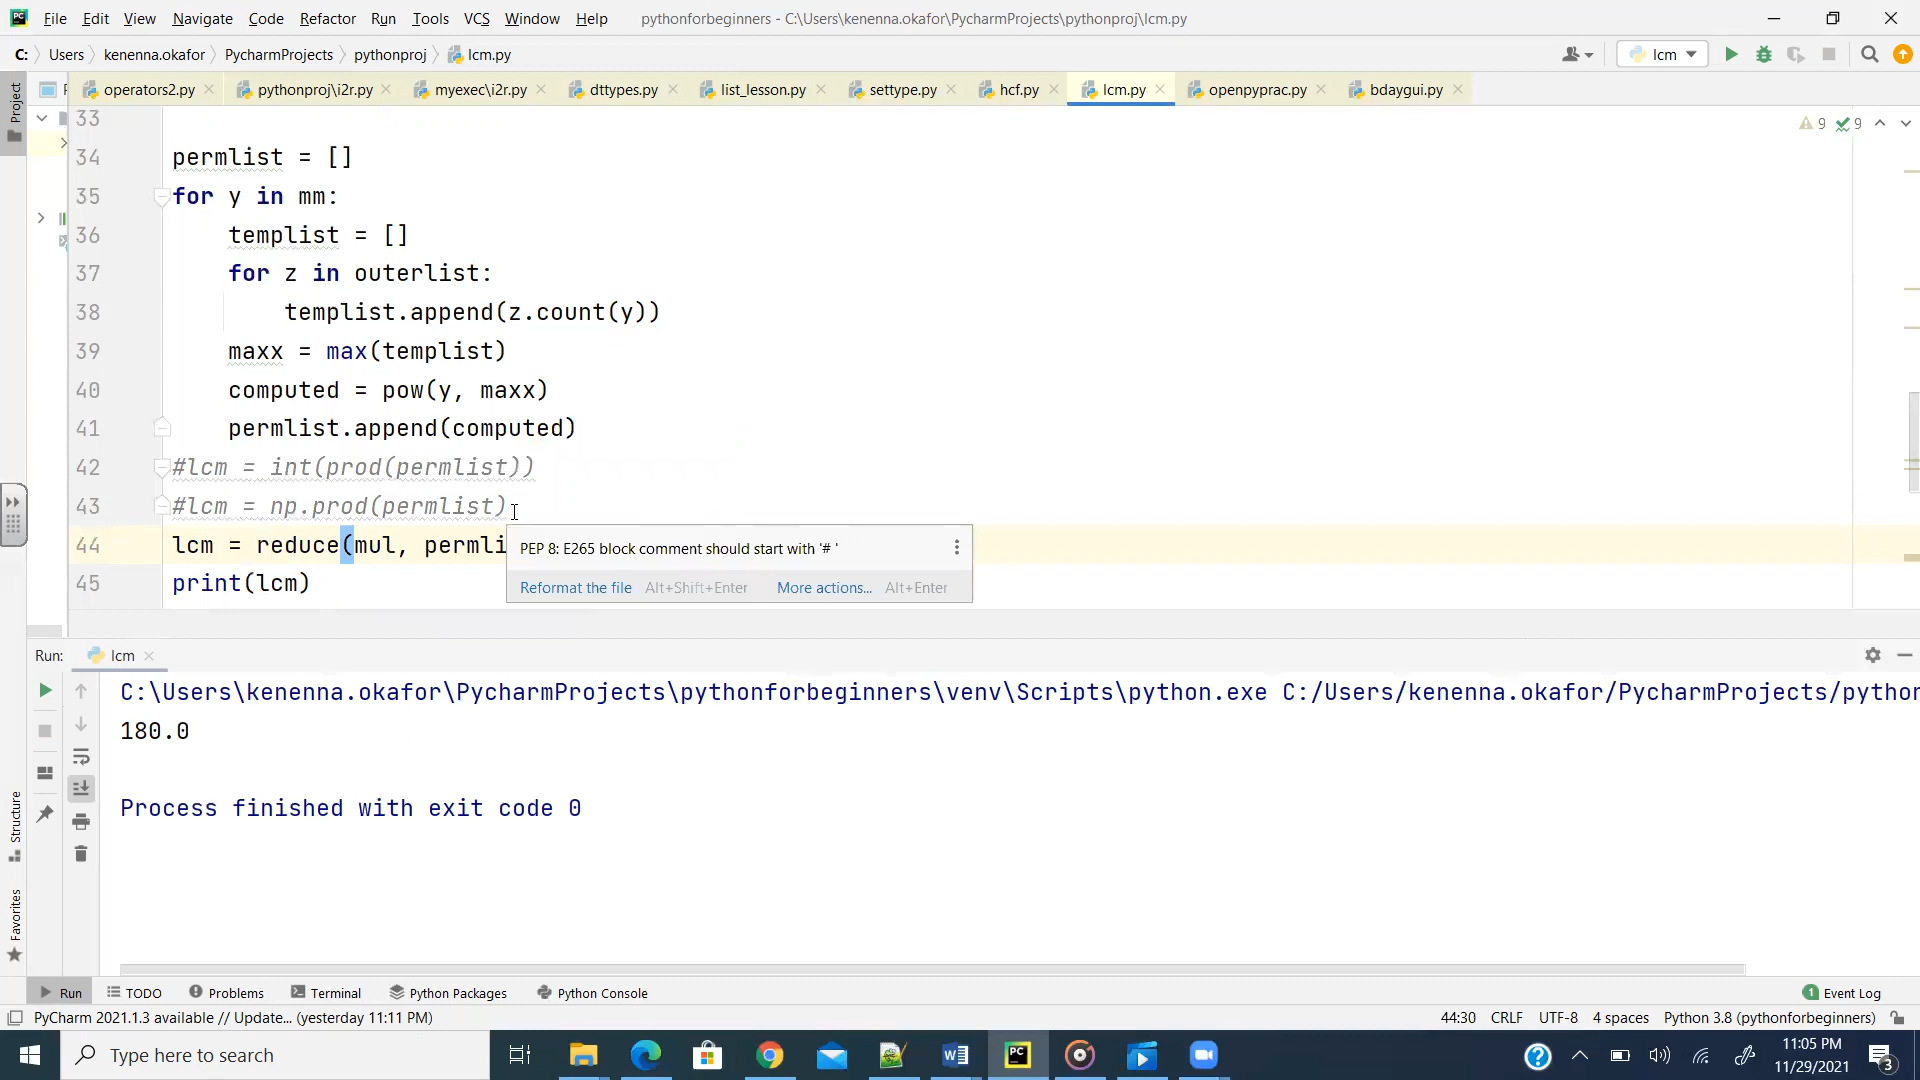 PC File Edit View Navigate Code Refactor Run Tools VCS Window Help pythonforbeginners - C:\Users\kenenna.okafor\PycharmProjects\pythonproj\lcm.py
C: Users kenenna.okafor PycharmProjects pythonproj lcm.py lcm
Project operators2.py pythonproj\i2r.py myexec\i2r.py dttypes.py list_lesson.py settype.py hcf.py lcm.py openpyprac.py bdaygui.py
33 9 9
34 permlist = []
35 for y in mm:
36 templist = []
37 for z in outerlist:
38 templist.append(z.count(y))
39 maxx = max(templist)
40 computed = pow(y, maxx)
41 permlist.append(computed)
42 #lcm = int(prod(permlist))
43 #lcm = np.prod(permlist)
44 lcm = reduce(mul, permli
PEP 8: E265 block comment should start with '# '
45 print(lcm)
Reformat the file Alt+Shift+Enter More actions... Alt+Enter
Run: lcm
C:\Users\kenenna.okafor\PycharmProjects\pythonforbeginners\venv\Scripts\python.exe C:/Users/kenenna.okafor/PycharmProjects/python
180.0
Process finished with exit code 0
Structure
Favorites
Run TODO Problems Terminal Python Packages Python Console 1 Event Log
PyCharm 2021.1.3 available // Update... (yesterday 11:11 PM) 44:30 CRLF UTF-8 4 spaces Python 3.8 (pythonforbeginners)
Type here to search PC 11:05 PM
11/29/2021 3